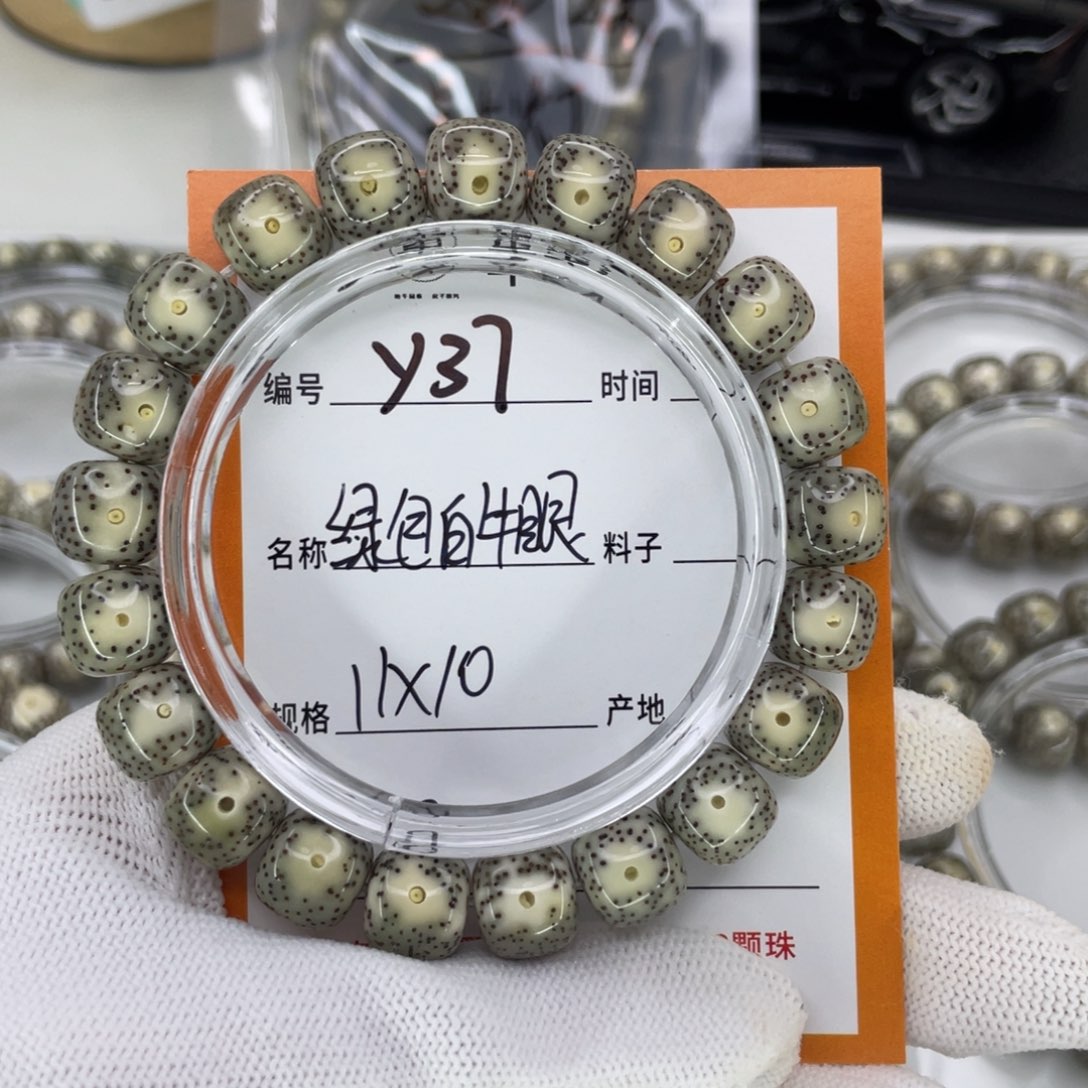 编号 Y37 时间
名称 绿色白牛眼 料子
规格 11X10 产地
颗珠